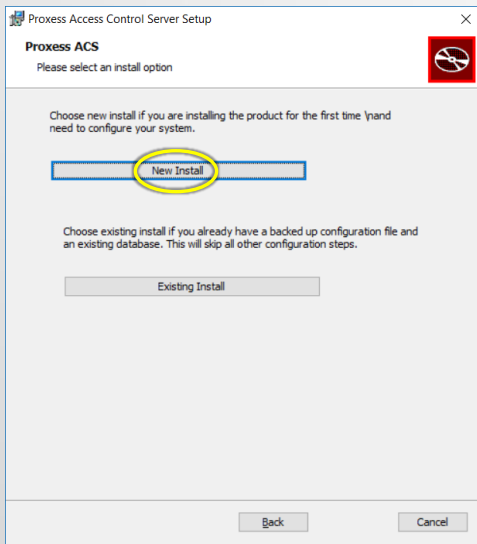 Proxess Access Control Server Setup
Proxess ACS
Please select an install option
Choose new install if you are installing the product for the first time \nand
need to configure your system.
New Install
Choose existing install if you already have a backed up configuration file and
an existing database. This will skip all other configuration steps.
Existing Install
Back
Cancel